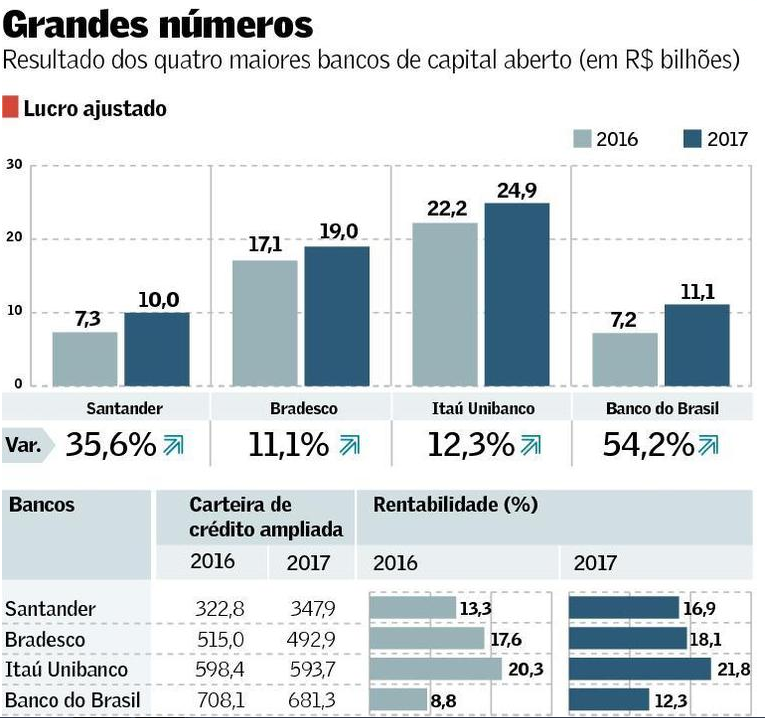 Grandes números
Resultado dos quatro maiores bancos de capital aberto (em R$ bilhões)
Lucro ajustado
2016 2017
30
20
10
0
7,3 10,0 17,1 19,0 22,2 24,9 7,2 11,1
Santander Bradesco Itaú Unibanco Banco do Brasil
Var. 35,6% 11,1% 12,3% 54,2%
Bancos Carteira de crédito ampliada Rentabilidade (%)
2016 2017 2016 2017
Santander 322,8 347,9 13,3 16,9
Bradesco 515,0 492,9 17,6 18,1
Itaú Unibanco 598,4 593,7 20,3 21,8
Banco do Brasil 708,1 681,3 8,8 12,3